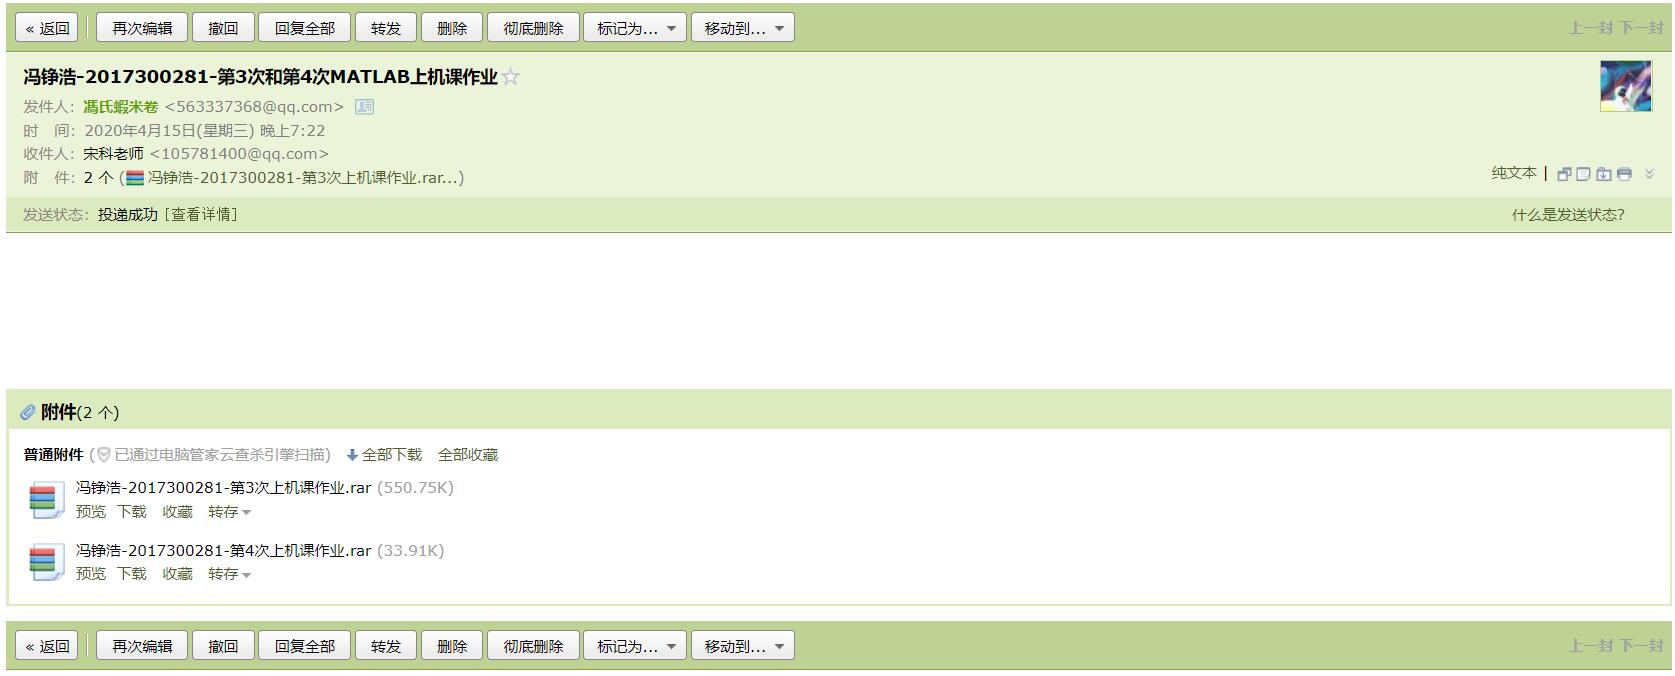 « 返回 再次编辑 撤回 回复全部 转发 删除 彻底删除 标记为... 移动到... 上一封 下一封
冯铮浩-2017300281-第3次和第4次MATLAB上机课作业
发件人：馮氏蝦米卷 <563337368@qq.com>
时 间：2020年4月15日(星期三) 晚上7:22
收件人：宋科老师 <105781400@qq.com>
附 件：2 个 (冯铮浩-2017300281-第3次上机课作业.rar...)
纯文本 |
发送状态：投递成功 [查看详情] 什么是发送状态?
附件(2 个)
普通附件 (已通过电脑管家云查杀引擎扫描) 全部下载 全部收藏
冯铮浩-2017300281-第3次上机课作业.rar (550.75K)
预览 下载 收藏 转存
冯铮浩-2017300281-第4次上机课作业.rar (33.91K)
预览 下载 收藏 转存
« 返回 再次编辑 撤回 回复全部 转发 删除 彻底删除 标记为... 移动到... 上一封 下一封